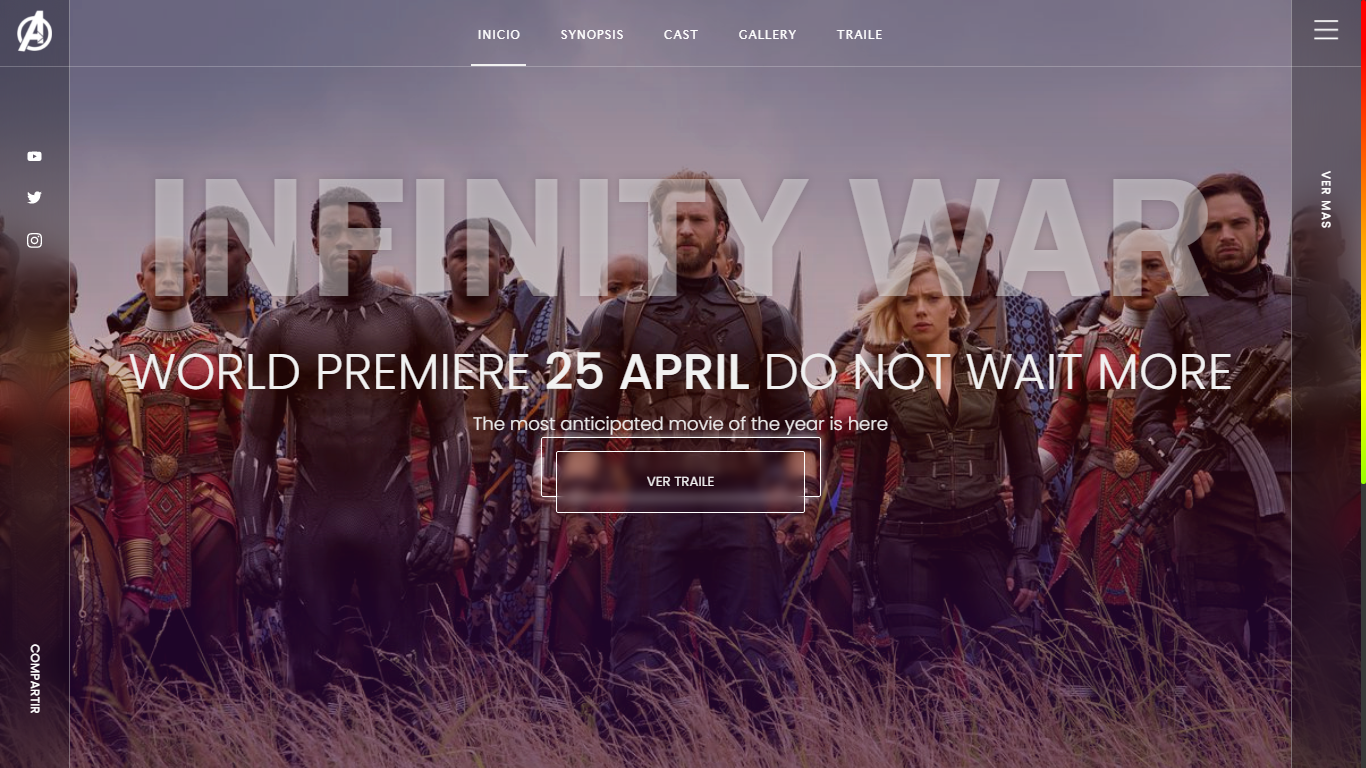 INICIO
SYNOPSIS
CAST
GALLERY
TRAILE
VER MAS
INFINITY WAR
WORLD PREMIERE 25 APRIL DO NOT WAIT MORE
The most anticipated movie of the year is here
VER TRAILE
COMPARTIR